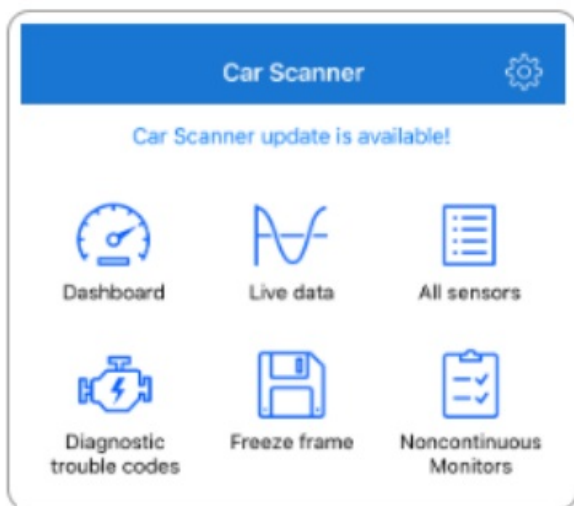 Car Scanner
Car Scanner update is available!
Dashboard
Live data
All sensors
Diagnostic
trouble codes
Freeze frame
Noncontinuous
Monitors